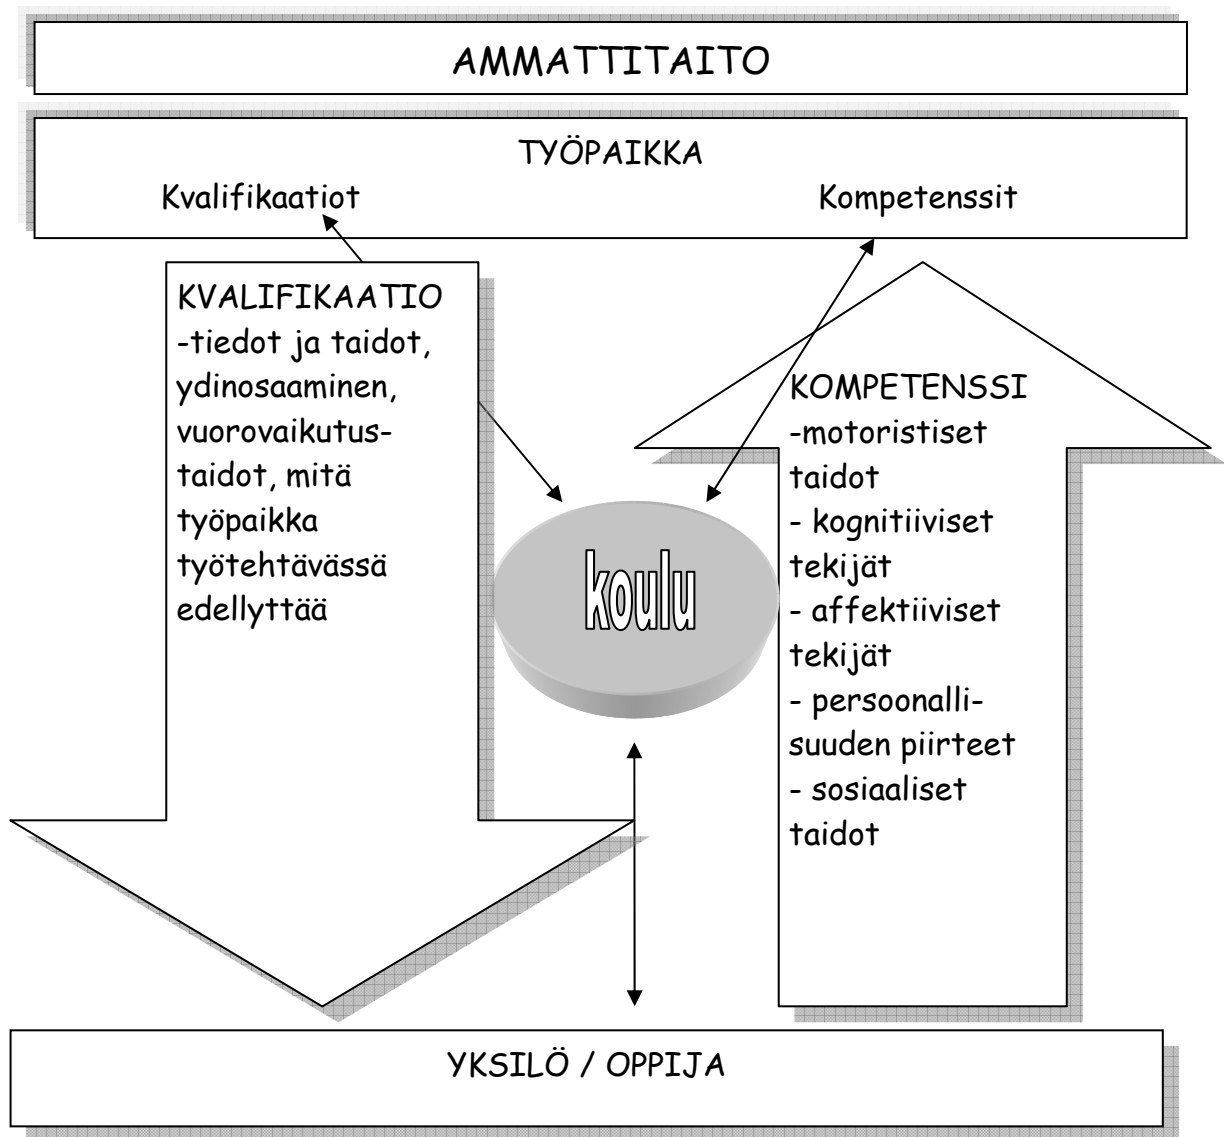 AMMATTITAITO
TYÖPAIKKA
Kvalifikaatiot
Kompetenssit
KVALIFIKAATIO
-tiedot ja taidot,
ydinosaaminen,
vuorovaikutus-
taidot, mitä
työpaikka
työtehtävässä
edellyttää
koulu
KOMPETENSSI
-motoristiset
taidot
- kognitiiviset
tekijät
- affektiiviset
tekijät
- persoonalli-
suuden piirteet
- sosiaaliset
taidot
YKSILÖ / OPPIJA